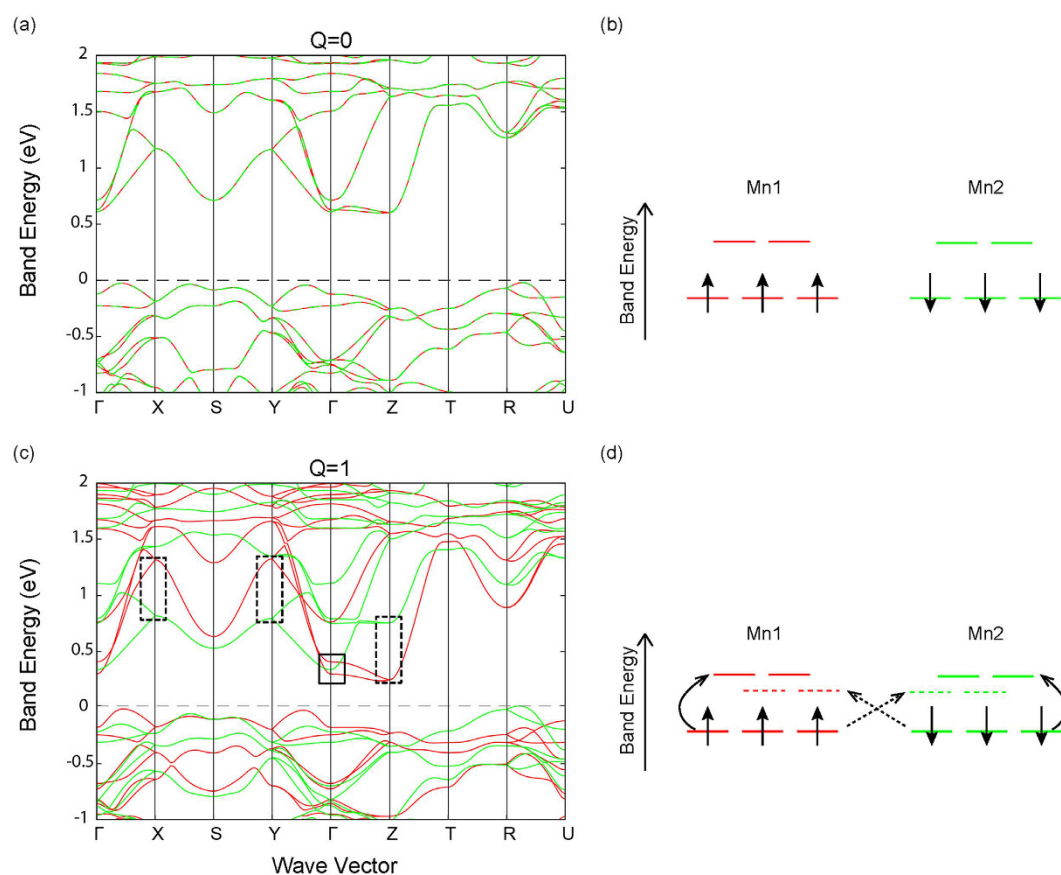 (a)
Q=0
Band Energy (eV)
2
1.5
1
0.5
0
-0.5
-1
Γ X S Y Γ Z T R U
(b)
Mn1 Mn2
Band Energy
(c)
Q=1
Band Energy (eV)
2
1.5
1
0.5
0
-0.5
-1
Γ X S Y Γ Z T R U
Wave Vector
(d)
Mn1 Mn2
Band Energy